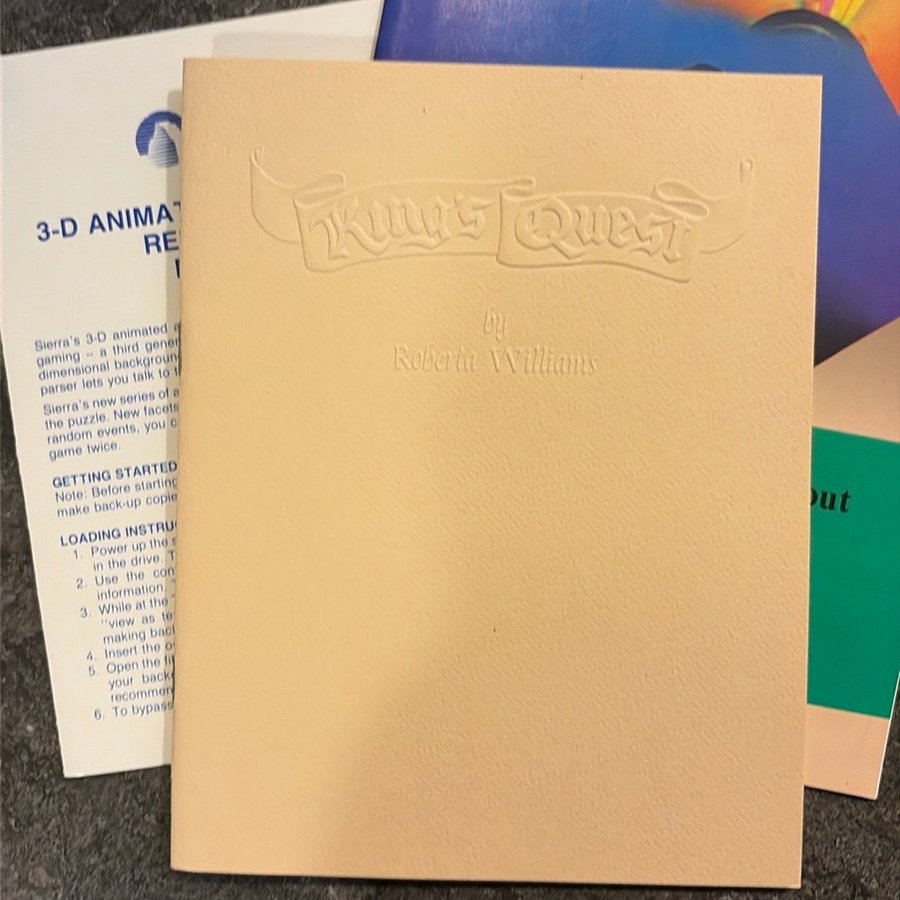 King's Quest
by
Roberta Williams
3-D ANIMAT
RE
Sierra's 3-D animated
gaming -- a third gener
dimensional backgroun
parser lets you talk to t
Sierra's new series of a
the puzzle. New facets
random events, you c
game twice.
GETTING STARTED
Note: Before starting
make back-up copie
LOADING INSTRU
1. Power up the s
in the drive. T
2. Use the con
information.
3. While at the
"view as te
making bac
4. Insert the o
5. Open the fi
your back
recommen
6. To bypass
out